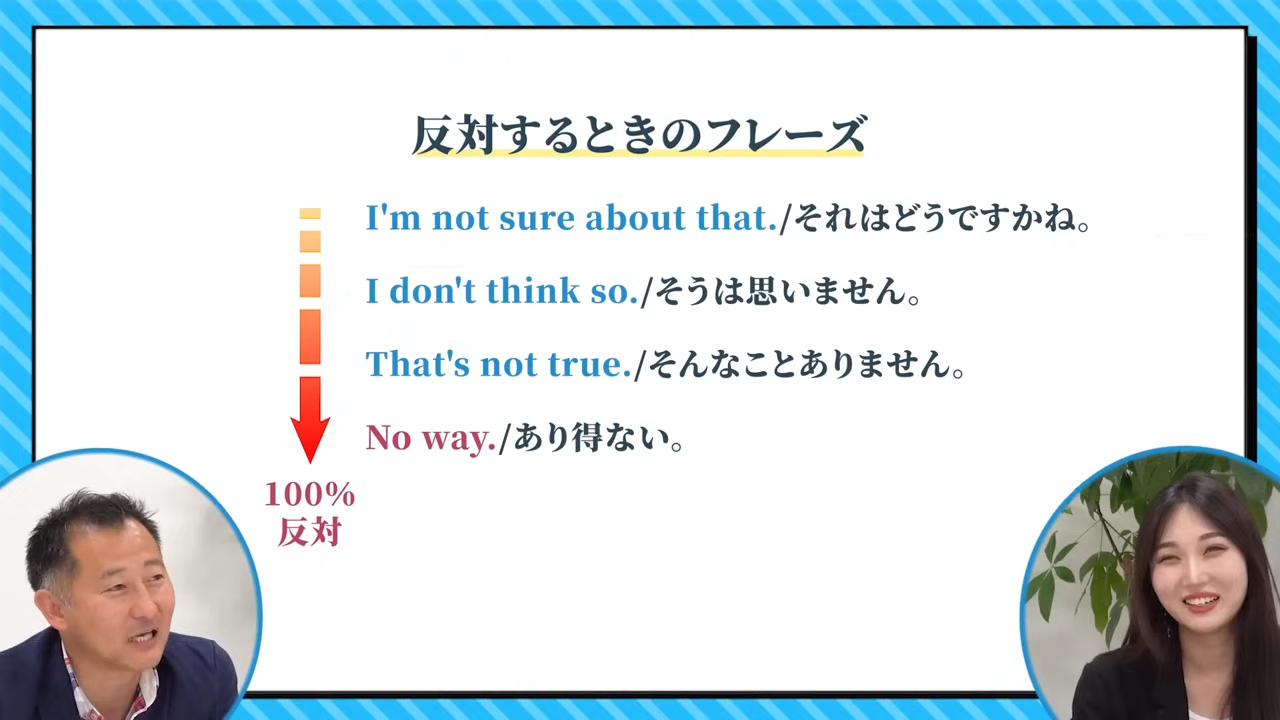 反対するときのフレーズ
I'm not sure about that./それはどうですかね。
I don't think so./そうは思いません。
That's not true./そんなことありません。
No way./あり得ない。
100%
反対